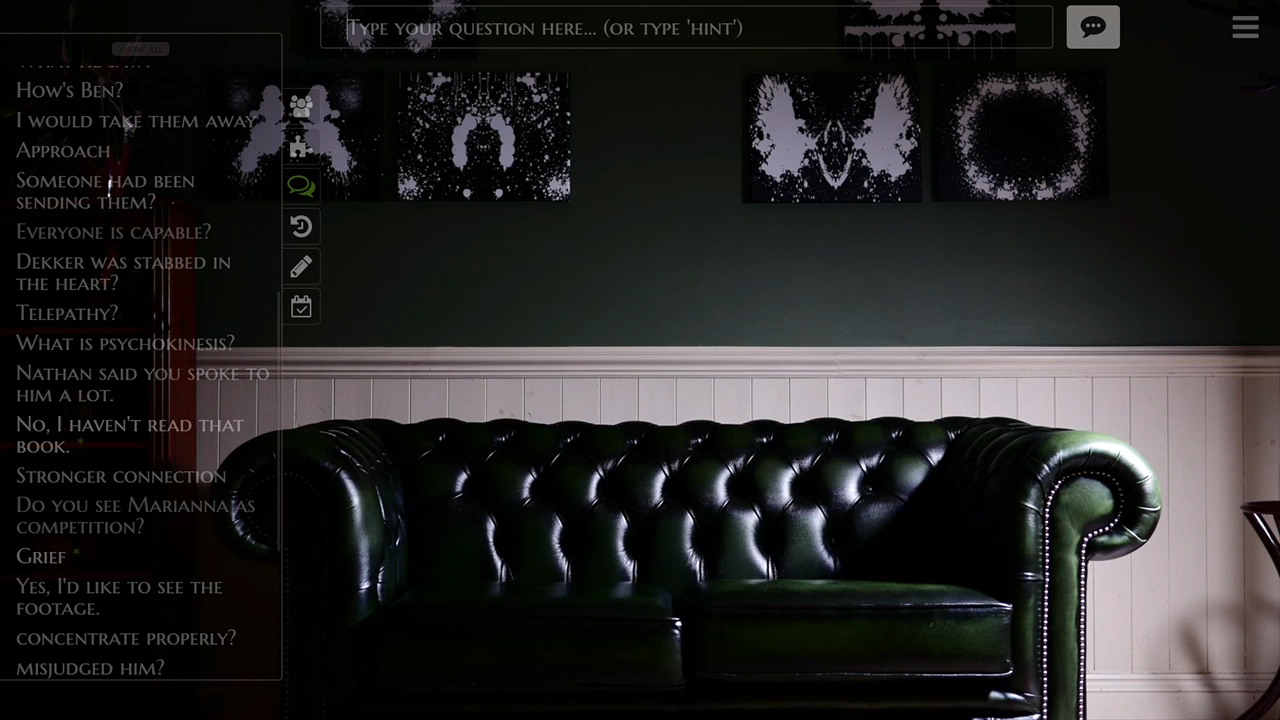 Type your question here... (or type 'hint')
Show all
How's Ben?
I would take them away
Approach
Someone had been
sending them?
Everyone is capable?
Dekker was stabbed in
the heart?
Telepathy?
What is psychokinesis?
Nathan said you spoke to
him a lot.
No, I haven't read that
book. *
Stronger connection
Do you see Marianna as
competition?
Grief *
Yes, I'd like to see the
footage.
concentrate properly?
misjudged him?